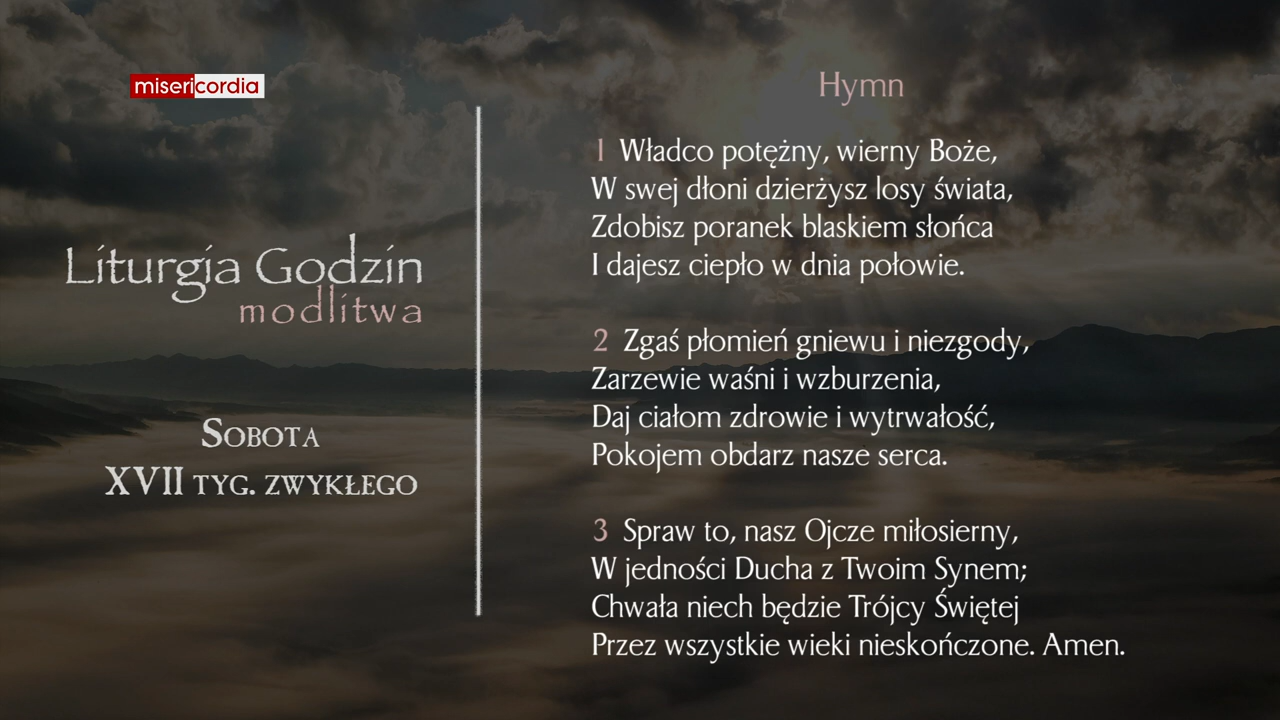 misericordia
Liturgia Godzin
modlitwa
Sobota
XVII tyg. zwykłego
Hymn
1 Władco potężny, wierny Boże,
W swej dłoni dzierżysz losy świata,
Zdobisz poranek blaskiem słońca
I dajesz ciepło w dnia połowie.
2 Zgaś płomień gniewu i niezgody,
Zarzewie waśni i wzburzenia,
Daj ciałom zdrowie i wytrwałość,
Pokojem obdarz nasze serca.
3 Spraw to, nasz Ojcze miłosierny,
W jedności Ducha z Twoim Synem;
Chwała niech będzie Trójcy Świętej
Przez wszystkie wieki nieskończone. Amen.